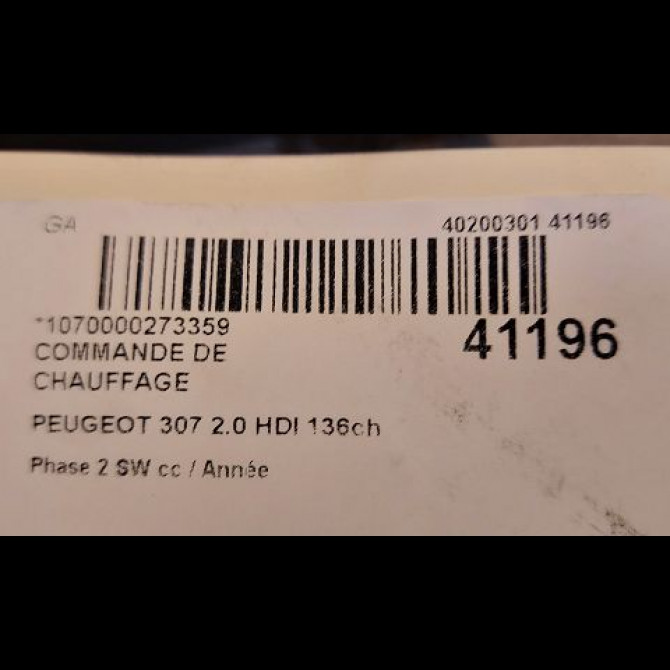 GA
40200301 41196
*1070000273359
41196
COMMANDE DE
CHAUFFAGE
PEUGEOT 307 2.0 HDI 136ch
Phase 2 SW cc / Année